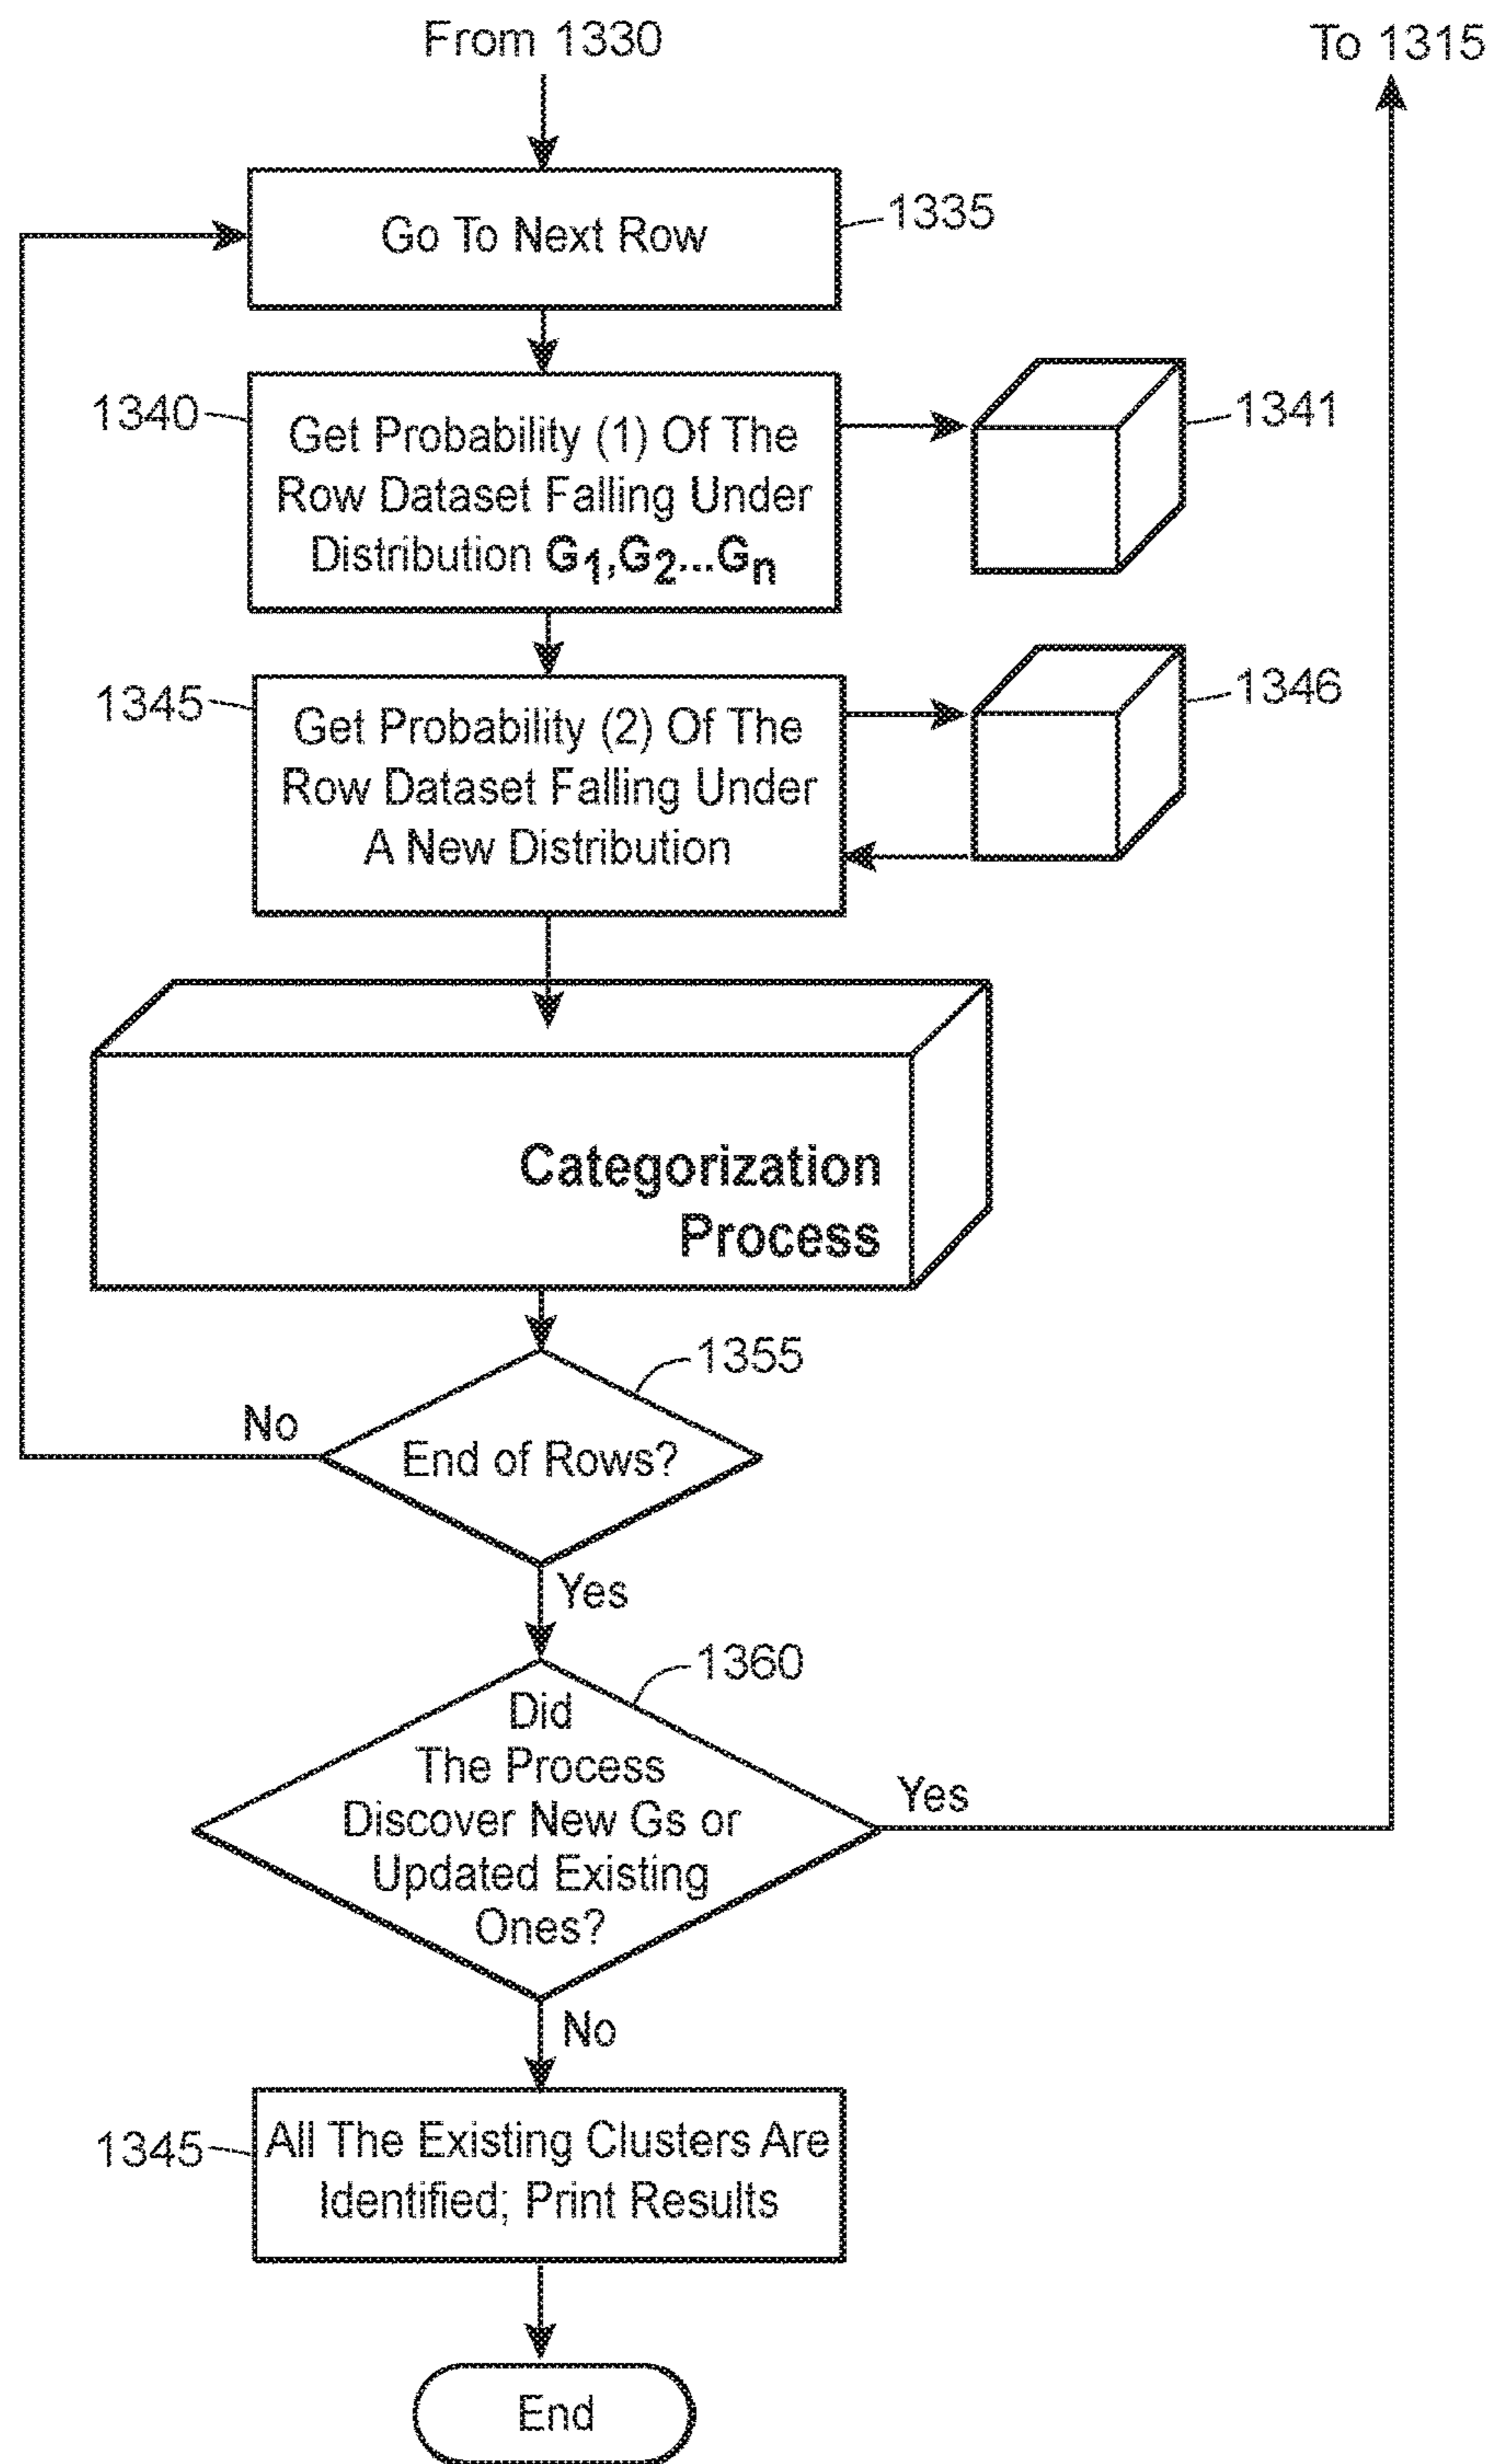 From 1330
To 1315
Go To Next Row
1335
1340
Get Probability (1) Of The
Row Dataset Falling Under
Distribution G1,G2...Gn
1341
1345
Get Probability (2) Of The
Row Dataset Falling Under
A New Distribution
1346
Categorization
Process
1355
No
End of Rows?
Yes
1360
Did
The Process
Discover New Gs or
Updated Existing
Ones?
Yes
No
1345
All The Existing Clusters Are
Identified; Print Results
End